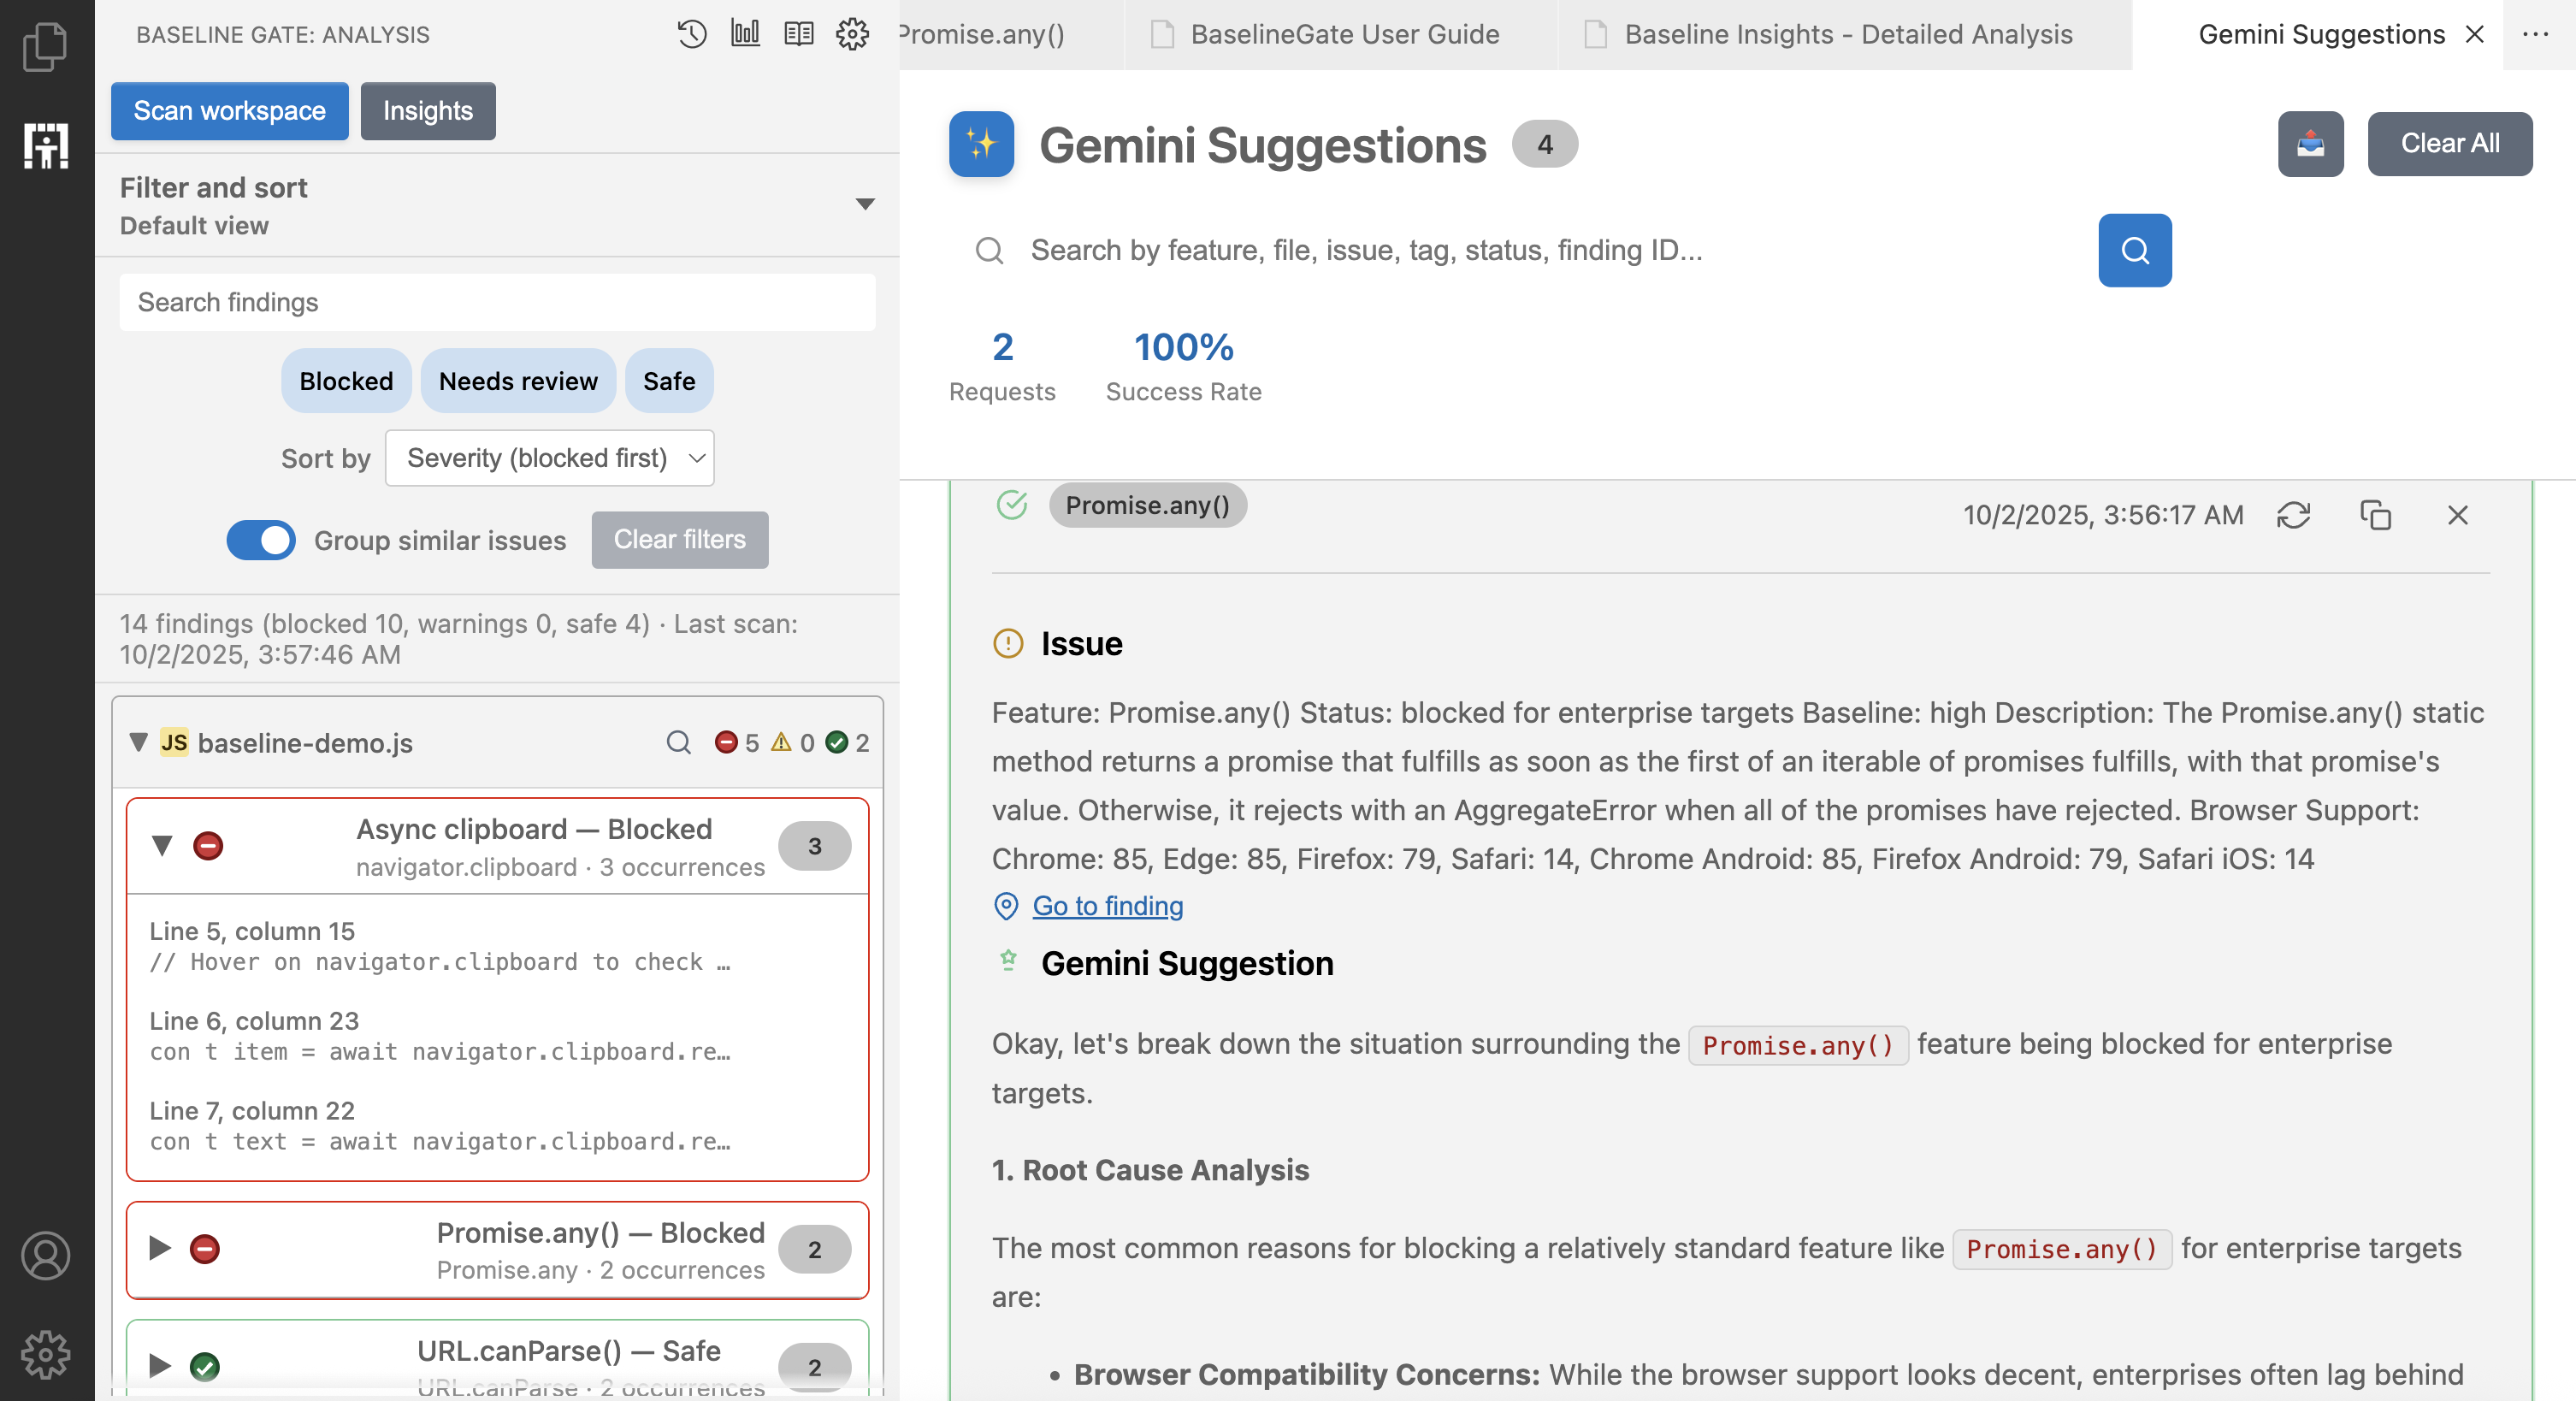 BASELINE GATE: ANALYSIS
Scan workspace
Insights
Filter and sort
Default view
Search findings
Blocked
Needs review
Safe
Sort by
Severity (blocked first)
Group similar issues
Clear filters
14 findings (blocked 10, warnings 0, safe 4) · Last scan:
10/2/2025, 3:57:46 AM
JS baseline-demo.js
5 0 2
Async clipboard — Blocked
navigator.clipboard · 3 occurrences
3
Line 5, column 15
// Hover on navigator.clipboard to check …
Line 6, column 23
con t item = await navigator.clipboard.re…
Line 7, column 22
con t text = await navigator.clipboard.re…
Promise.any() — Blocked
Promise.any · 2 occurrences
2
URL.canParse() — Safe
URL.canParse · 2 occurrences
2
Promise.any()
BaselineGate User Guide
Baseline Insights - Detailed Analysis
Gemini Suggestions
Gemini Suggestions
4
Clear All
Search by feature, file, issue, tag, status, finding ID...
2
Requests
100%
Success Rate
Promise.any()
10/2/2025, 3:56:17 AM
Issue
Feature: Promise.any() Status: blocked for enterprise targets Baseline: high Description: The Promise.any() static
method returns a promise that fulfills as soon as the first of an iterable of promises fulfills, with that promise's
value. Otherwise, it rejects with an AggregateError when all of the promises have rejected. Browser Support:
Chrome: 85, Edge: 85, Firefox: 79, Safari: 14, Chrome Android: 85, Firefox Android: 79, Safari iOS: 14
Go to finding
Gemini Suggestion
Okay, let's break down the situation surrounding the Promise.any() feature being blocked for enterprise
targets.
1. Root Cause Analysis
The most common reasons for blocking a relatively standard feature like Promise.any() for enterprise targets
are:
• Browser Compatibility Concerns: While the browser support looks decent, enterprises often lag behind